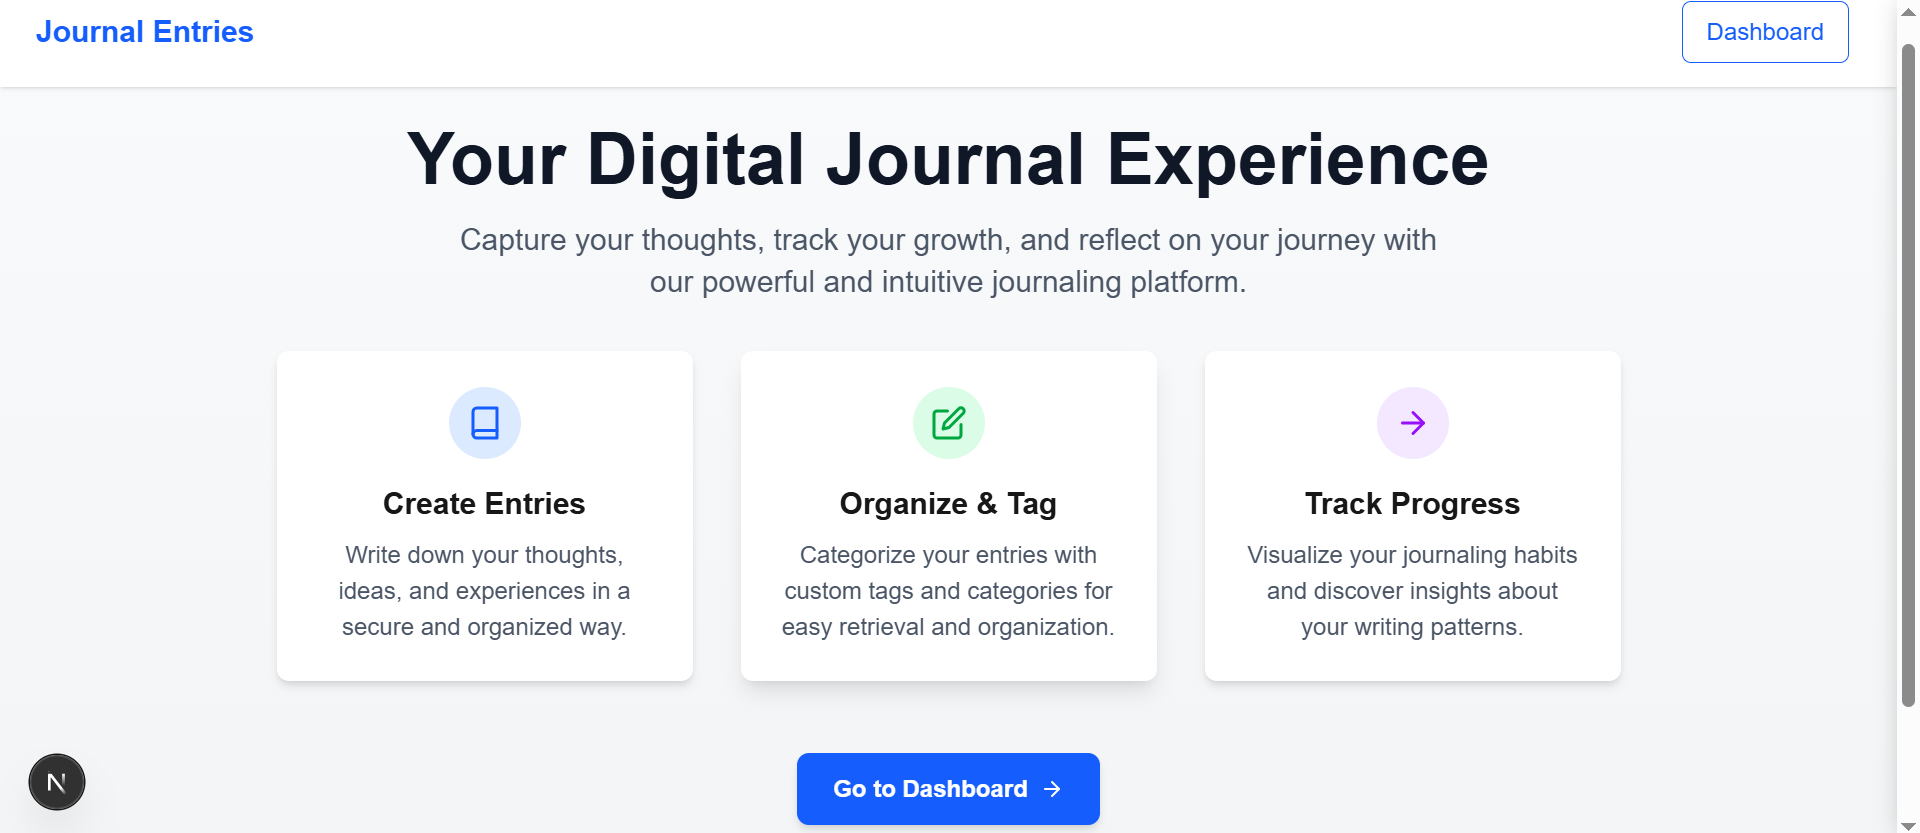 Journal Entries
Dashboard
Your Digital Journal Experience
Capture your thoughts, track your growth, and reflect on your journey with
our powerful and intuitive journaling platform.
Create Entries
Write down your thoughts,
ideas, and experiences in a
secure and organized way.
Organize & Tag
Categorize your entries with
custom tags and categories for
easy retrieval and organization.
Track Progress
Visualize your journaling habits
and discover insights about
your writing patterns.
Go to Dashboard
N